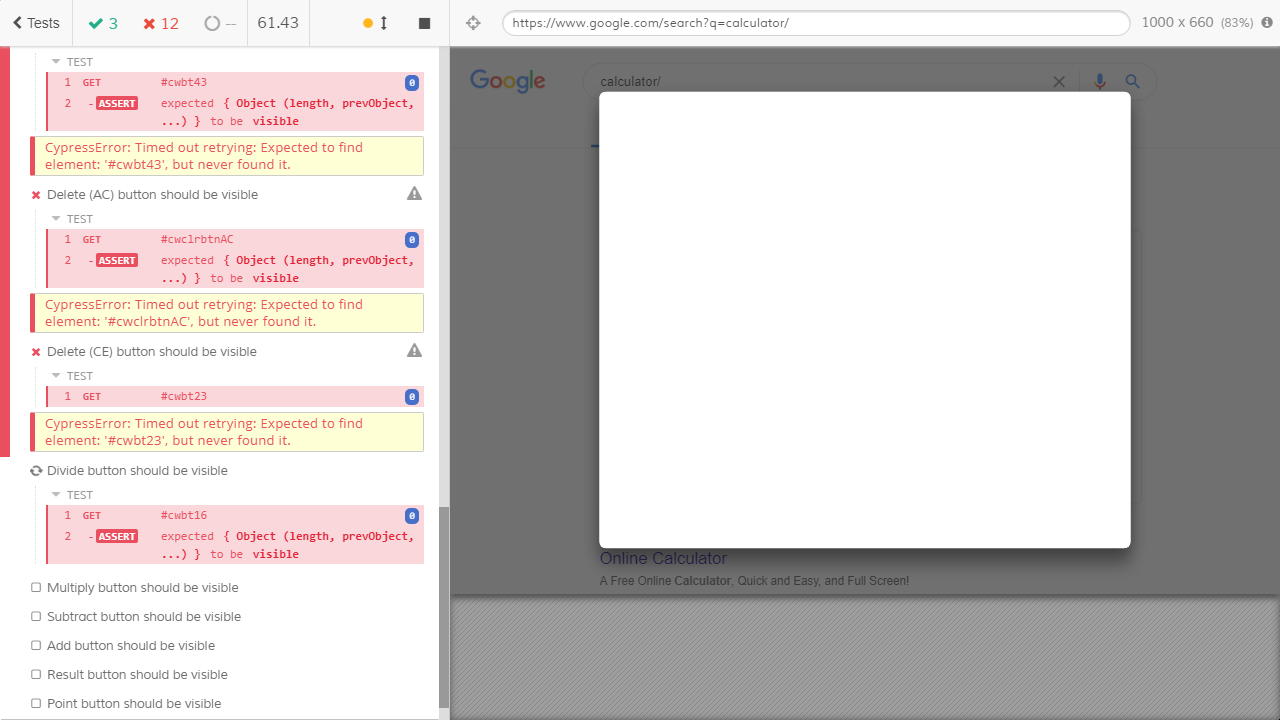 Tests
3
12
--
61.43
https://www.google.com/search?q=calculator/
1000 x 660 (83%)
TEST
1 GET #cwbt43 0
2 -ASSERT expected { Object (length, prevObject,
...) } to be visible
CypressError: Timed out retrying: Expected to find
element: '#cwbt43', but never found it.
Delete (AC) button should be visible
TEST
1 GET #cwclrbtnAC 0
2 -ASSERT expected { Object (length, prevObject,
...) } to be visible
CypressError: Timed out retrying: Expected to find
element: '#cwclrbtnAC', but never found it.
Delete (CE) button should be visible
TEST
1 GET #cwbt23 0
CypressError: Timed out retrying: Expected to find
element: '#cwbt23', but never found it.
Divide button should be visible
TEST
1 GET #cwbt16 0
2 -ASSERT expected { Object (length, prevObject,
...) } to be visible
Multiply button should be visible
Subtract button should be visible
Add button should be visible
Result button should be visible
Point button should be visible
Google
calculator/
Online Calculator
A Free Online Calculator, Quick and Easy, and Full Screen!